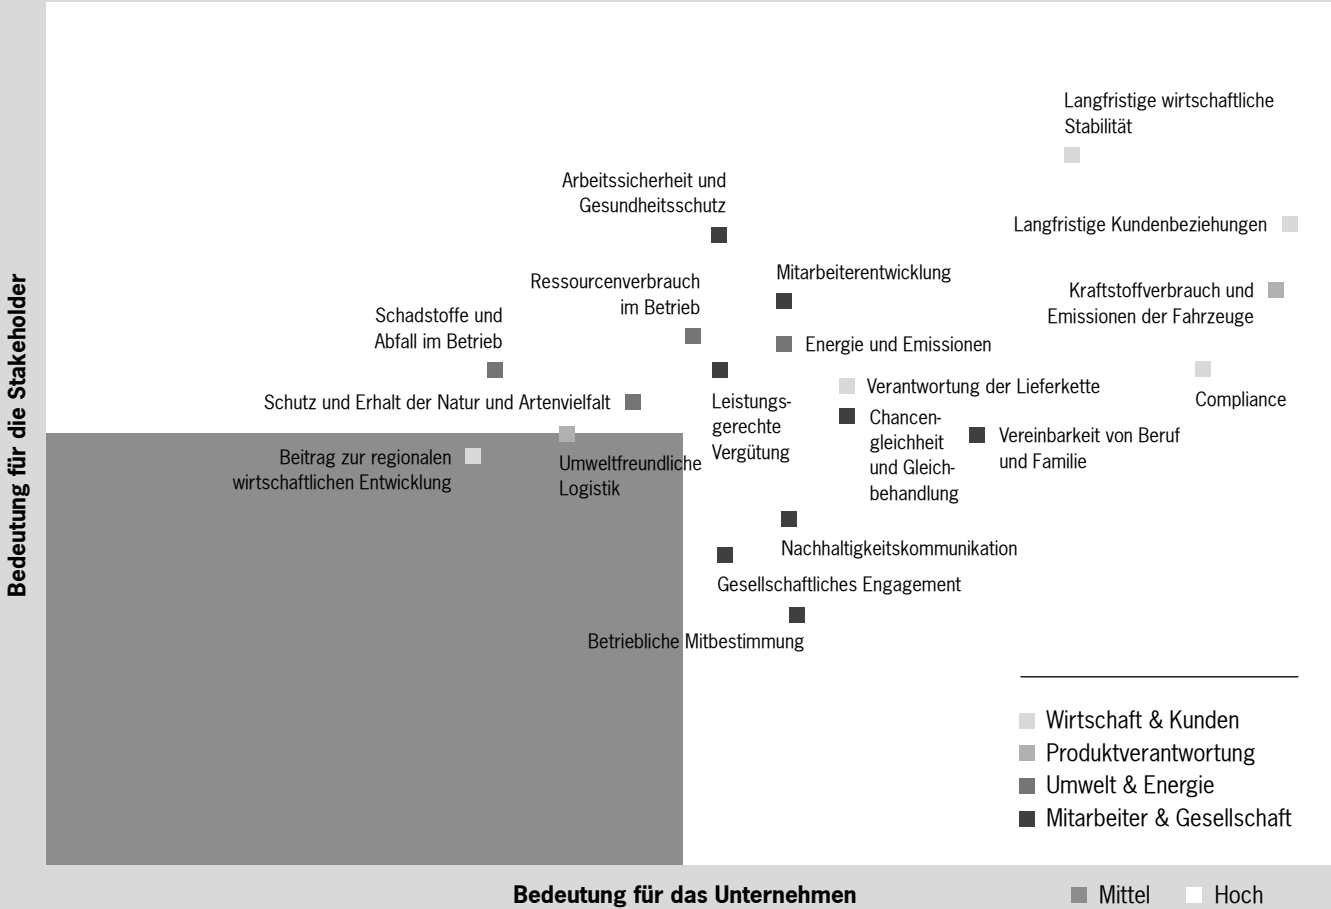 Langfristige wirtschaftliche
Stabilität
Arbeitssicherheit und
Gesundheitsschutz
Langfristige Kundenbeziehungen
Mitarbeiterentwicklung
Ressourcenverbrauch
im Betrieb
Kraftstoffverbrauch und
Emissionen der Fahrzeuge
Schadstoffe und
Abfall im Betrieb
Energie und Emissionen
Verantwortung der Lieferkette
Compliance
Schutz und Erhalt der Natur und Artenvielfalt
Leistungs-
gerechte
Vergütung
Chancen-
gleichheit
und Gleich-
behandlung
Vereinbarkeit von Beruf
und Familie
Beitrag zur regionalen
wirtschaftlichen Entwicklung
Umweltfreundliche
Logistik
Nachhaltigkeitskommunikation
Gesellschaftliches Engagement
Betriebliche Mitbestimmung
Bedeutung für die Stakeholder
Wirtschaft & Kunden
Produktverantwortung
Umwelt & Energie
Mitarbeiter & Gesellschaft
Bedeutung für das Unternehmen
Mittel
Hoch